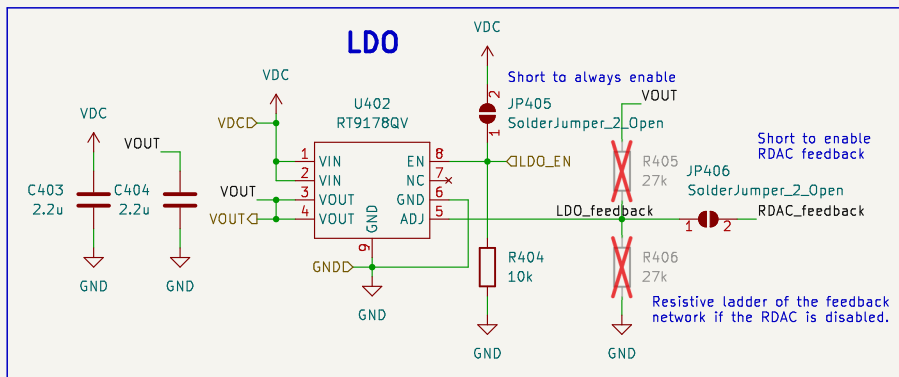 LDO
VDC
Short to always enable
VDC
U402
RT9178QV
2
JP405
1
SolderJumper_2_Open
VOUT
Short to enable
RDAC feedback
VDC
VOUT
VDC
1
VIN
2
VIN
3
VOUT
4
VOUT
EN
8
NC
7
GND
6
ADJ
5
GND
9
LDO_EN
R405
27k
JP406
SolderJumper_2_Open
C403
2.2u
C404
2.2u
VOUT
VOUT
LDO_feedback
1
2
RDAC_feedback
GND
R404
10k
R406
27k
GND
GND
GND
Resistive ladder of the feedback
network if the RDAC is disabled.
GND
GND